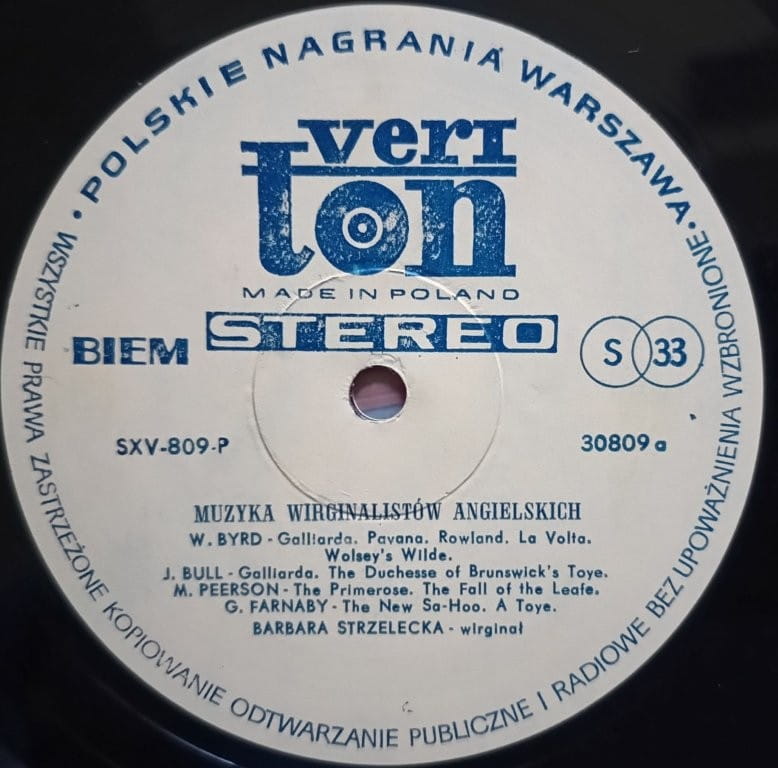 • POLSKIE NAGRANIA WARSZAWA •
veri
ton
MADE IN POLAND
STEREO
BIEM
S 33
SXV-809-P
30809 a
MUZYKA WIRGINALISTÓW ANGIELSKICH
W. BYRD - Galliarda. Pavana. Rowland. La Volta.
Wolsey's Wilde.
J. BULL - Galliarda. The Duchesse of Brunswick's Toye.
M. PEERSON - The Primerose. The Fall of the Leafe.
G. FARNABY - The New Sa-Hoo. A Toye.
BARBARA STRZELECKA - wirginał
WSZYSTKIE PRAWA ZASTRZEŻONE KOPIOWANIE ODTWARZANIE PUBLICZNE I RADIOWE BEZ UPOWAŻNIENIA WZBRONIONE